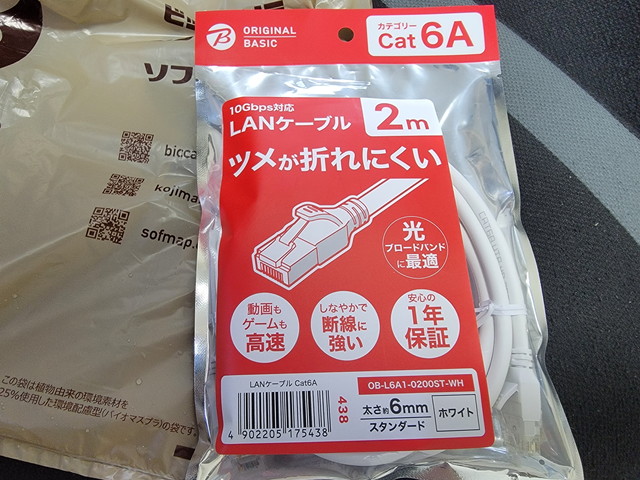 ソフ
biccam
kojima
sofmap.c
この袋は植物由来の環境素材を
25%使用した環境配慮型(バイオマスプラ)の袋です。
B ORIGINAL
BASIC
カテゴリー
Cat 6A
10Gbps対応
LANケーブル 2m
ツメが折れにくい
光
ブロードバンド
に最適
動画も
ゲームも
高速
しなやかで
断線に
強い
安心の
1年
保証
LANケーブル Cat6A
4 902205 175438
438
OB-L6A1-0200ST-WH
太さ約6mm
スタンダード
ホワイト